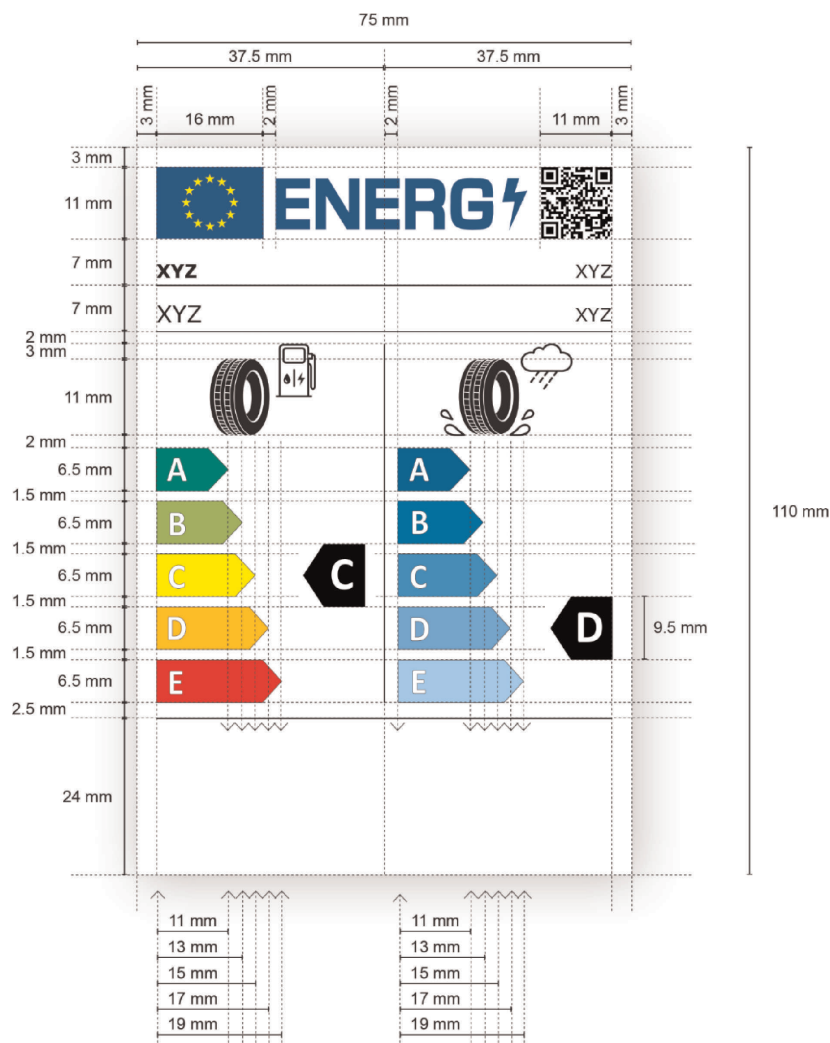 75 mm
37.5 mm 37.5 mm
3 mm 16 mm 2 mm 2 mm 11 mm 3 mm
3 mm
11 mm ENERG
7 mm XYZ XYZ
7 mm XYZ XYZ
2 mm
3 mm
11 mm
2 mm
6.5 mm A A
1.5 mm
6.5 mm B B
110 mm
1.5 mm
6.5 mm C C C
1.5 mm
6.5 mm D D D 9.5 mm
1.5 mm
6.5 mm E E
2.5 mm
24 mm
11 mm 11 mm
13 mm 13 mm
15 mm 15 mm
17 mm 17 mm
19 mm 19 mm